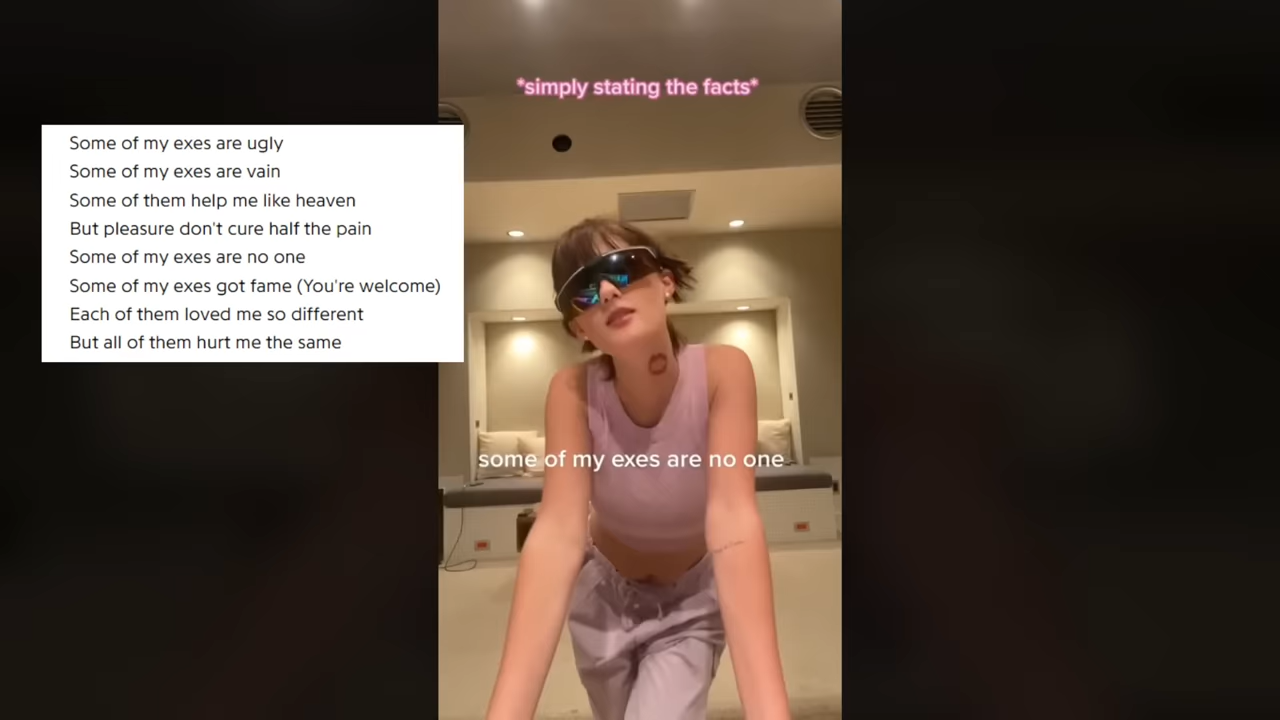 *simply stating the facts*
Some of my exes are ugly
Some of my exes are vain
Some of them help me like heaven
But pleasure don't cure half the pain
Some of my exes are no one
Some of my exes got fame (You're welcome)
Each of them loved me so different
But all of them hurt me the same
some of my exes are no one